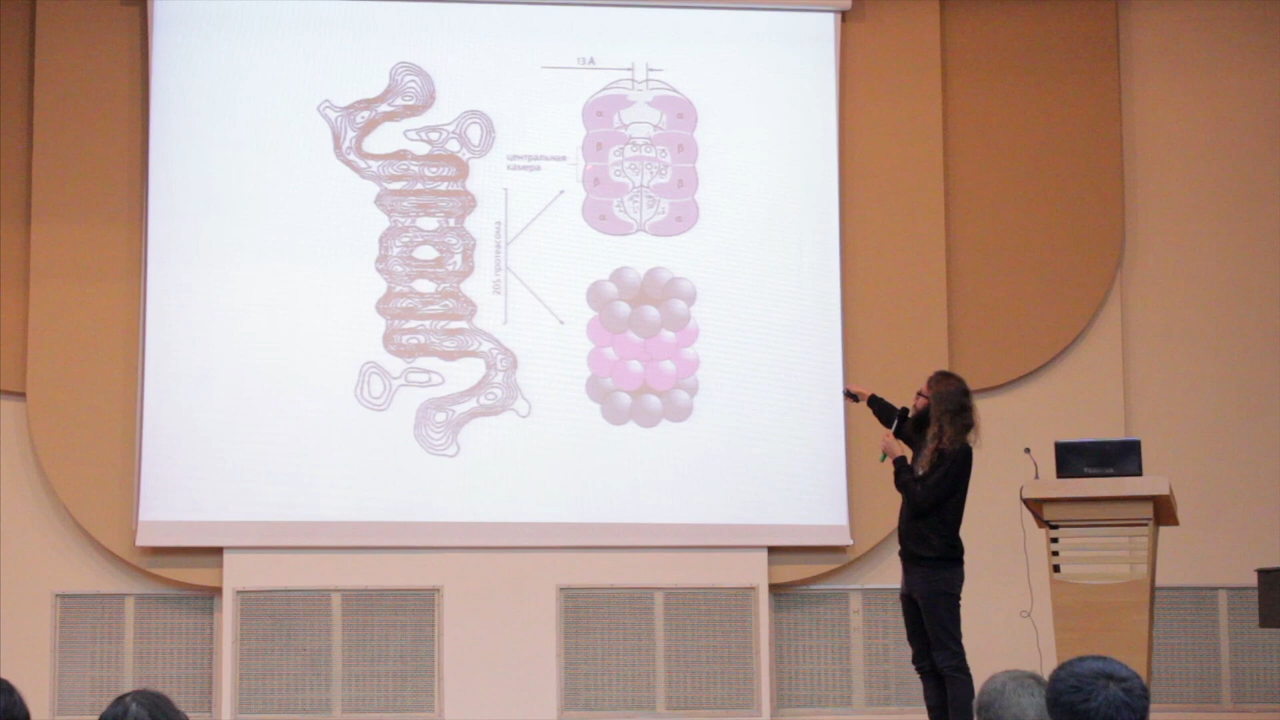 13 Å
α α
центральная
камера
β β
β β
α α
20S протеасома